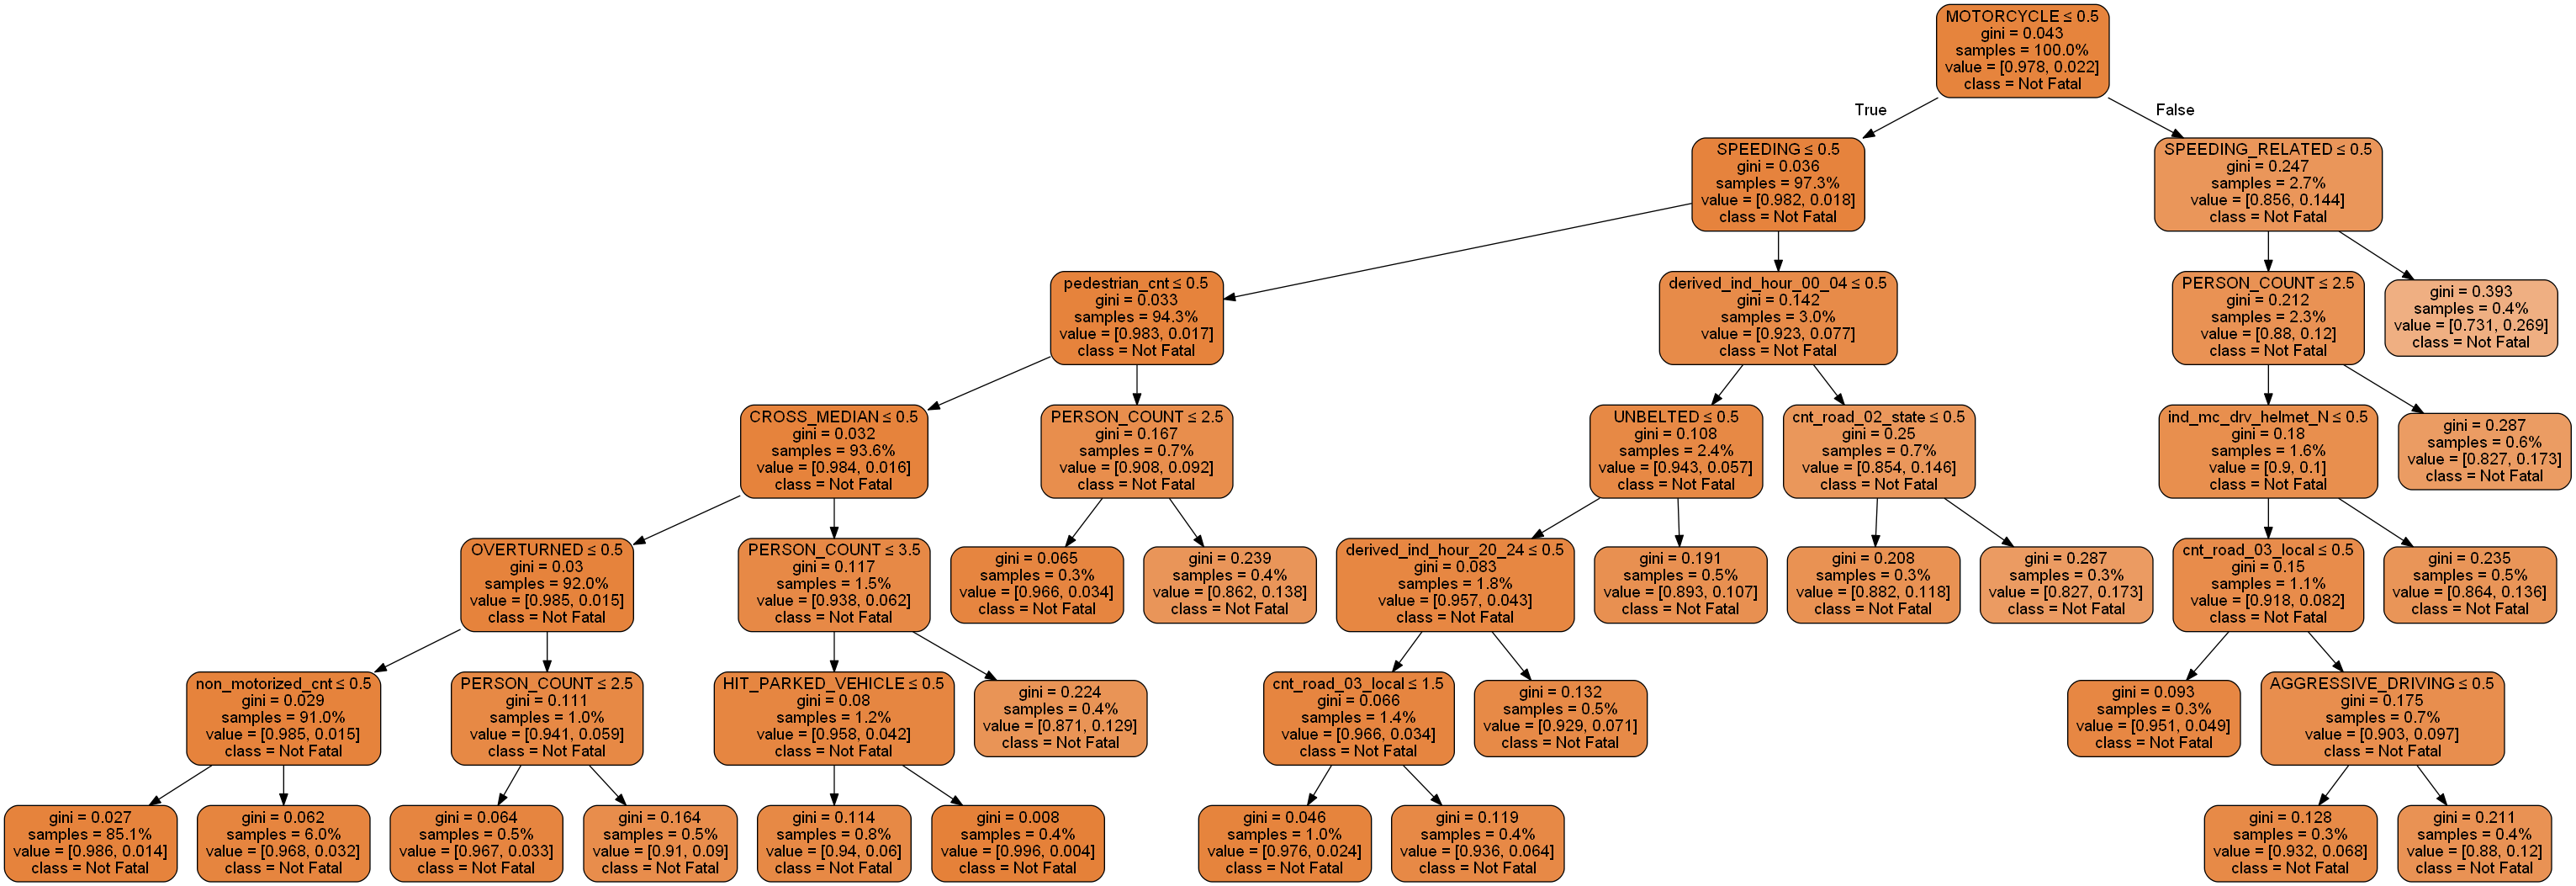 MOTORCYCLE ≤ 0.5
gini = 0.043
samples = 100.0%
value = [0.978, 0.022]
class = Not Fatal
True
False
SPEEDING ≤ 0.5
gini = 0.036
samples = 97.3%
value = [0.982, 0.018]
class = Not Fatal
SPEEDING_RELATED ≤ 0.5
gini = 0.247
samples = 2.7%
value = [0.856, 0.144]
class = Not Fatal
pedestrian_cnt ≤ 0.5
gini = 0.033
samples = 94.3%
value = [0.983, 0.017]
class = Not Fatal
derived_ind_hour_00_04 ≤ 0.5
gini = 0.142
samples = 3.0%
value = [0.923, 0.077]
class = Not Fatal
PERSON_COUNT ≤ 2.5
gini = 0.212
samples = 2.3%
value = [0.88, 0.12]
class = Not Fatal
gini = 0.393
samples = 0.4%
value = [0.731, 0.269]
class = Not Fatal
CROSS_MEDIAN ≤ 0.5
gini = 0.032
samples = 93.6%
value = [0.984, 0.016]
class = Not Fatal
PERSON_COUNT ≤ 2.5
gini = 0.167
samples = 0.7%
value = [0.908, 0.092]
class = Not Fatal
UNBELTED ≤ 0.5
gini = 0.108
samples = 2.4%
value = [0.943, 0.057]
class = Not Fatal
cnt_road_02_state ≤ 0.5
gini = 0.25
samples = 0.7%
value = [0.854, 0.146]
class = Not Fatal
ind_mc_drv_helmet_N ≤ 0.5
gini = 0.18
samples = 1.6%
value = [0.9, 0.1]
class = Not Fatal
gini = 0.287
samples = 0.6%
value = [0.827, 0.173]
class = Not Fatal
OVERTURNED ≤ 0.5
gini = 0.03
samples = 92.0%
value = [0.985, 0.015]
class = Not Fatal
PERSON_COUNT ≤ 3.5
gini = 0.117
samples = 1.5%
value = [0.938, 0.062]
class = Not Fatal
gini = 0.065
samples = 0.3%
value = [0.966, 0.034]
class = Not Fatal
gini = 0.239
samples = 0.4%
value = [0.862, 0.138]
class = Not Fatal
derived_ind_hour_20_24 ≤ 0.5
gini = 0.083
samples = 1.8%
value = [0.957, 0.043]
class = Not Fatal
gini = 0.191
samples = 0.5%
value = [0.893, 0.107]
class = Not Fatal
gini = 0.208
samples = 0.3%
value = [0.882, 0.118]
class = Not Fatal
gini = 0.287
samples = 0.3%
value = [0.827, 0.173]
class = Not Fatal
cnt_road_03_local ≤ 0.5
gini = 0.15
samples = 1.1%
value = [0.918, 0.082]
class = Not Fatal
gini = 0.235
samples = 0.5%
value = [0.864, 0.136]
class = Not Fatal
non_motorized_cnt ≤ 0.5
gini = 0.029
samples = 91.0%
value = [0.985, 0.015]
class = Not Fatal
PERSON_COUNT ≤ 2.5
gini = 0.111
samples = 1.0%
value = [0.941, 0.059]
class = Not Fatal
HIT_PARKED_VEHICLE ≤ 0.5
gini = 0.08
samples = 1.2%
value = [0.958, 0.042]
class = Not Fatal
gini = 0.224
samples = 0.4%
value = [0.871, 0.129]
class = Not Fatal
cnt_road_03_local ≤ 1.5
gini = 0.066
samples = 1.4%
value = [0.966, 0.034]
class = Not Fatal
gini = 0.132
samples = 0.5%
value = [0.929, 0.071]
class = Not Fatal
gini = 0.093
samples = 0.3%
value = [0.951, 0.049]
class = Not Fatal
AGGRESSIVE_DRIVING ≤ 0.5
gini = 0.175
samples = 0.7%
value = [0.903, 0.097]
class = Not Fatal
gini = 0.027
samples = 85.1%
value = [0.986, 0.014]
class = Not Fatal
gini = 0.062
samples = 6.0%
value = [0.968, 0.032]
class = Not Fatal
gini = 0.064
samples = 0.5%
value = [0.967, 0.033]
class = Not Fatal
gini = 0.164
samples = 0.5%
value = [0.91, 0.09]
class = Not Fatal
gini = 0.114
samples = 0.8%
value = [0.94, 0.06]
class = Not Fatal
gini = 0.008
samples = 0.4%
value = [0.996, 0.004]
class = Not Fatal
gini = 0.046
samples = 1.0%
value = [0.976, 0.024]
class = Not Fatal
gini = 0.119
samples = 0.4%
value = [0.936, 0.064]
class = Not Fatal
gini = 0.128
samples = 0.3%
value = [0.932, 0.068]
class = Not Fatal
gini = 0.211
samples = 0.4%
value = [0.88, 0.12]
class = Not Fatal